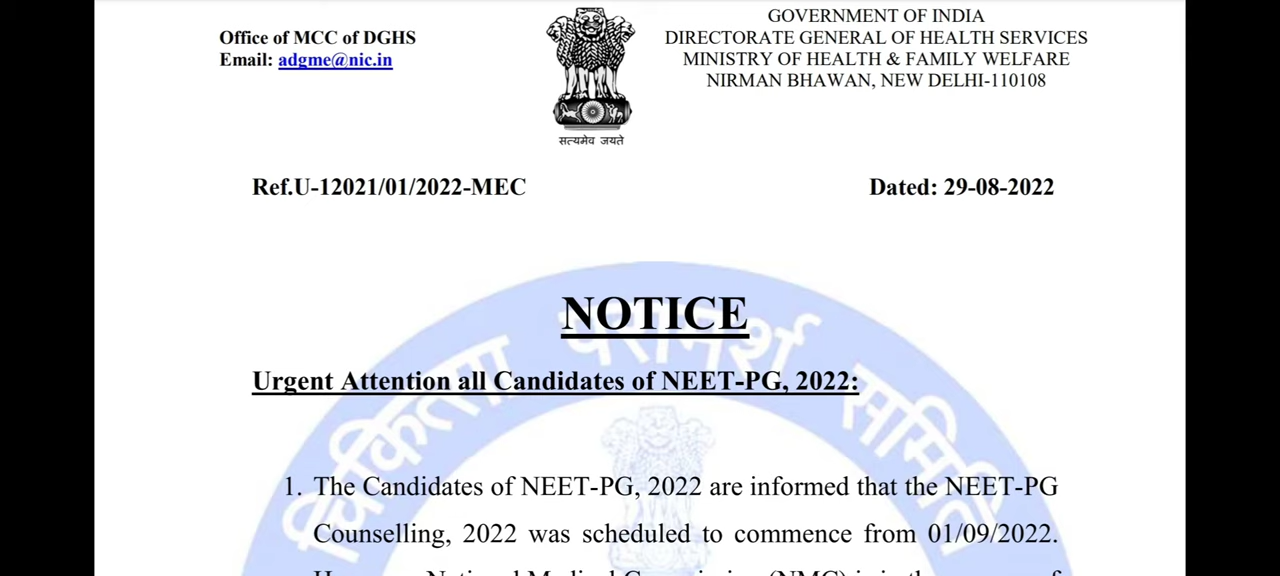 Office of MCC of DGHS
Email: adgme@nic.in
सत्यमेव जयते
GOVERNMENT OF INDIA
DIRECTORATE GENERAL OF HEALTH SERVICES
MINISTRY OF HEALTH & FAMILY WELFARE
NIRMAN BHAWAN, NEW DELHI-110108
Ref.U-12021/01/2022-MEC
Dated: 29-08-2022
NOTICE
चिकित्सा परामर्श समिति
Urgent Attention all Candidates of NEET-PG, 2022:
1. The Candidates of NEET-PG, 2022 are informed that the NEET-PG
Counselling, 2022 was scheduled to commence from 01/09/2022.